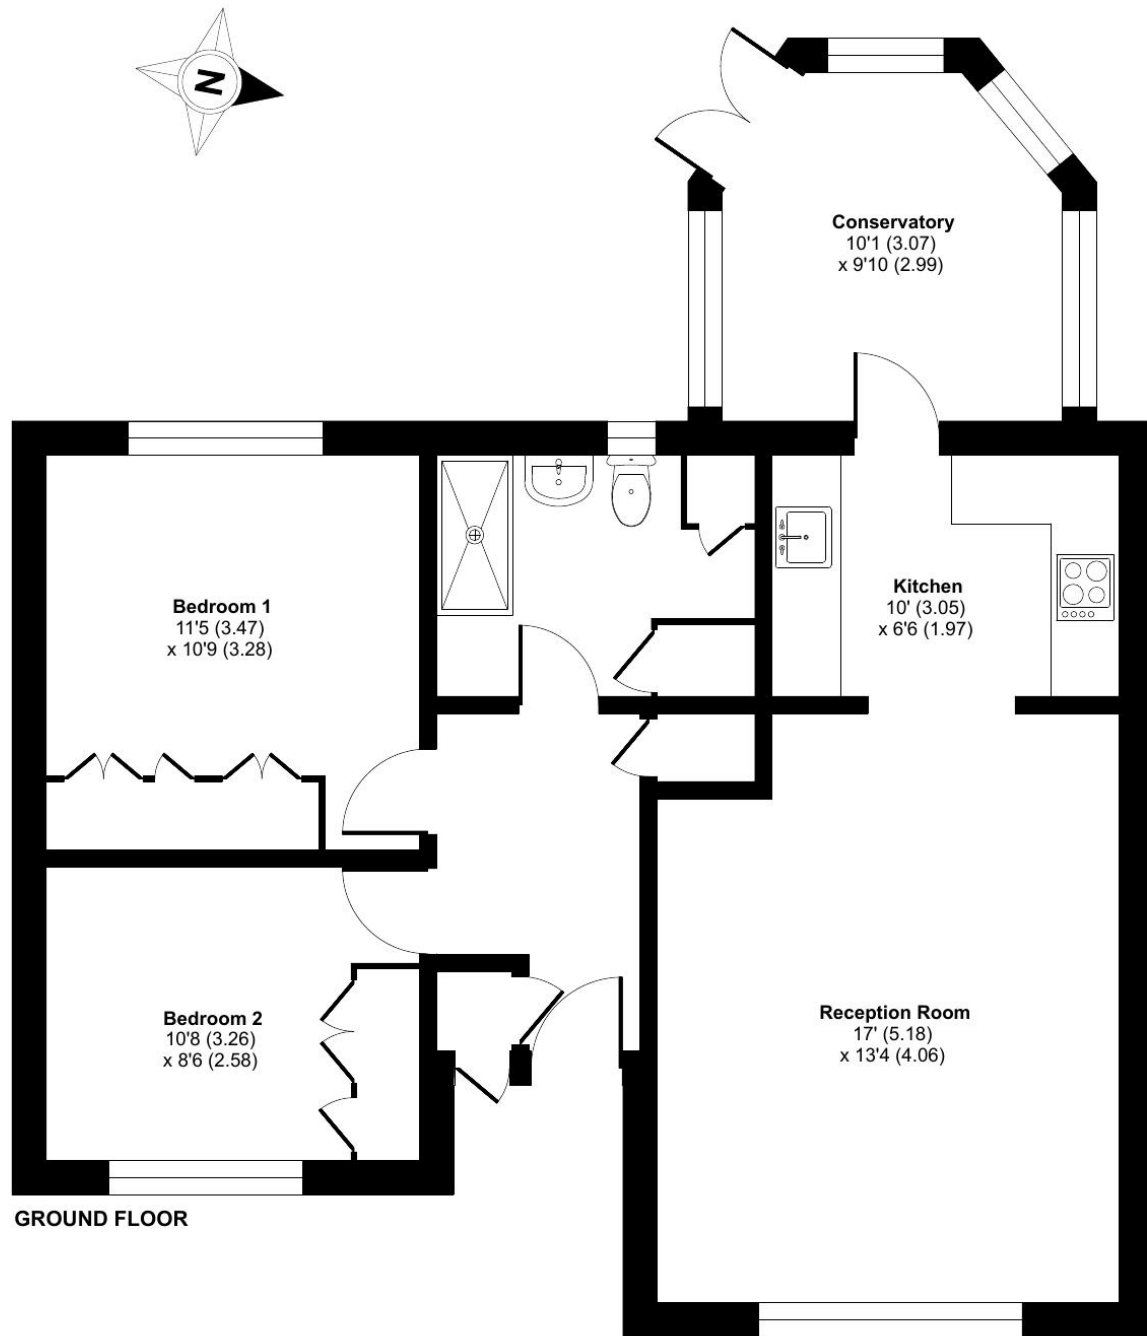 N
Conservatory
10'1 (3.07)
x 9'10 (2.99)
Bedroom 1
11'5 (3.47)
x 10'9 (3.28)
Kitchen
10' (3.05)
x 6'6 (1.97)
Bedroom 2
10'8 (3.26)
x 8'6 (2.58)
Reception Room
17' (5.18)
x 13'4 (4.06)
GROUND FLOOR